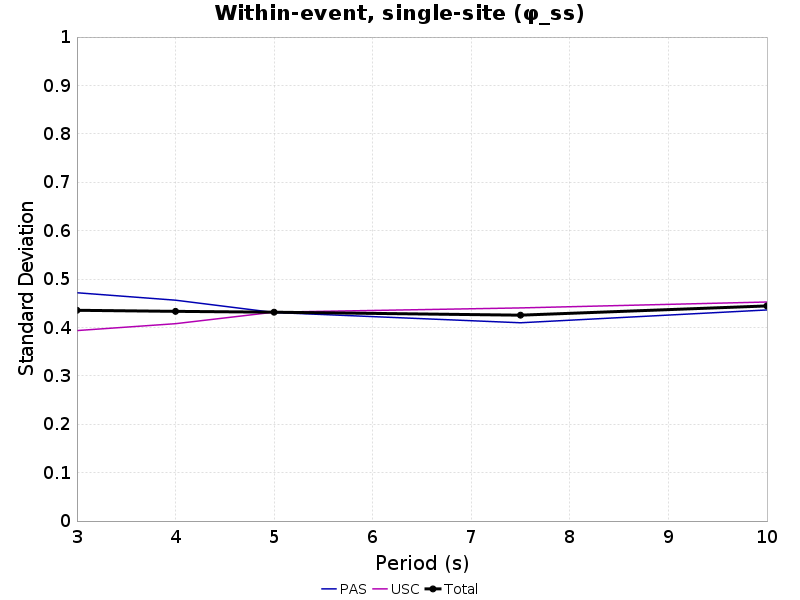 Within-event, single-site (φ_ss)
1
0.9
0.8
0.7
0.6
0.5
0.4
0.3
0.2
0.1
0
Standard Deviation
3 4 5 6 7 8 9 10
Period (s)
PAS USC Total